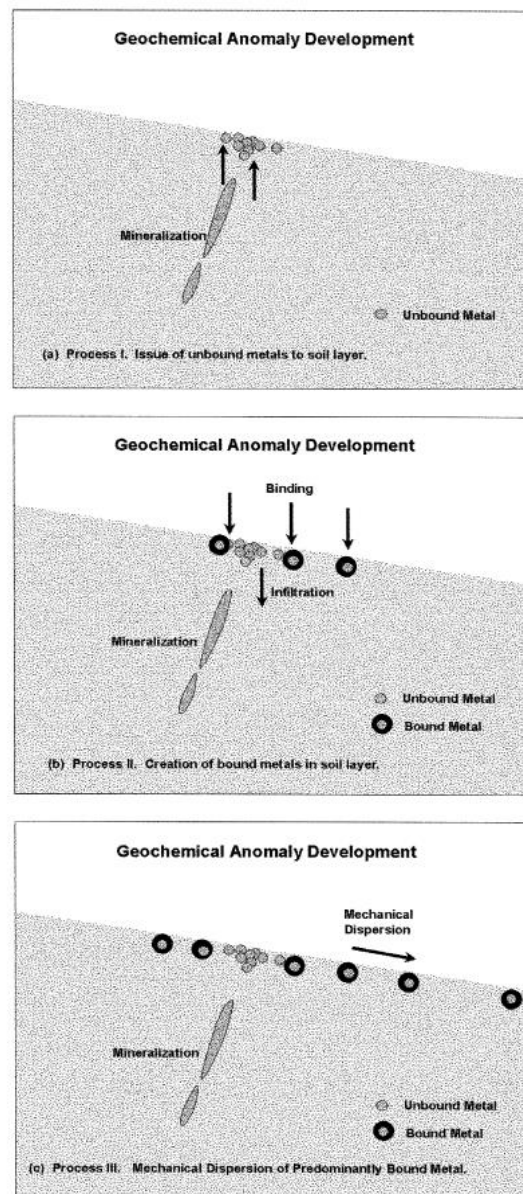 Geochemical Anomaly Development
Mineralization
Unbound Metal
(a) Process I. Issue of unbound metals to soil layer.
Geochemical Anomaly Development
Binding
Infiltration
Mineralization
Unbound Metal
Bound Metal
(b) Process II. Creation of bound metals in soil layer.
Geochemical Anomaly Development
Mechanical
Dispersion
Mineralization
Unbound Metal
Bound Metal
(c) Process III. Mechanical Dispersion of Predominantly Bound Metal.